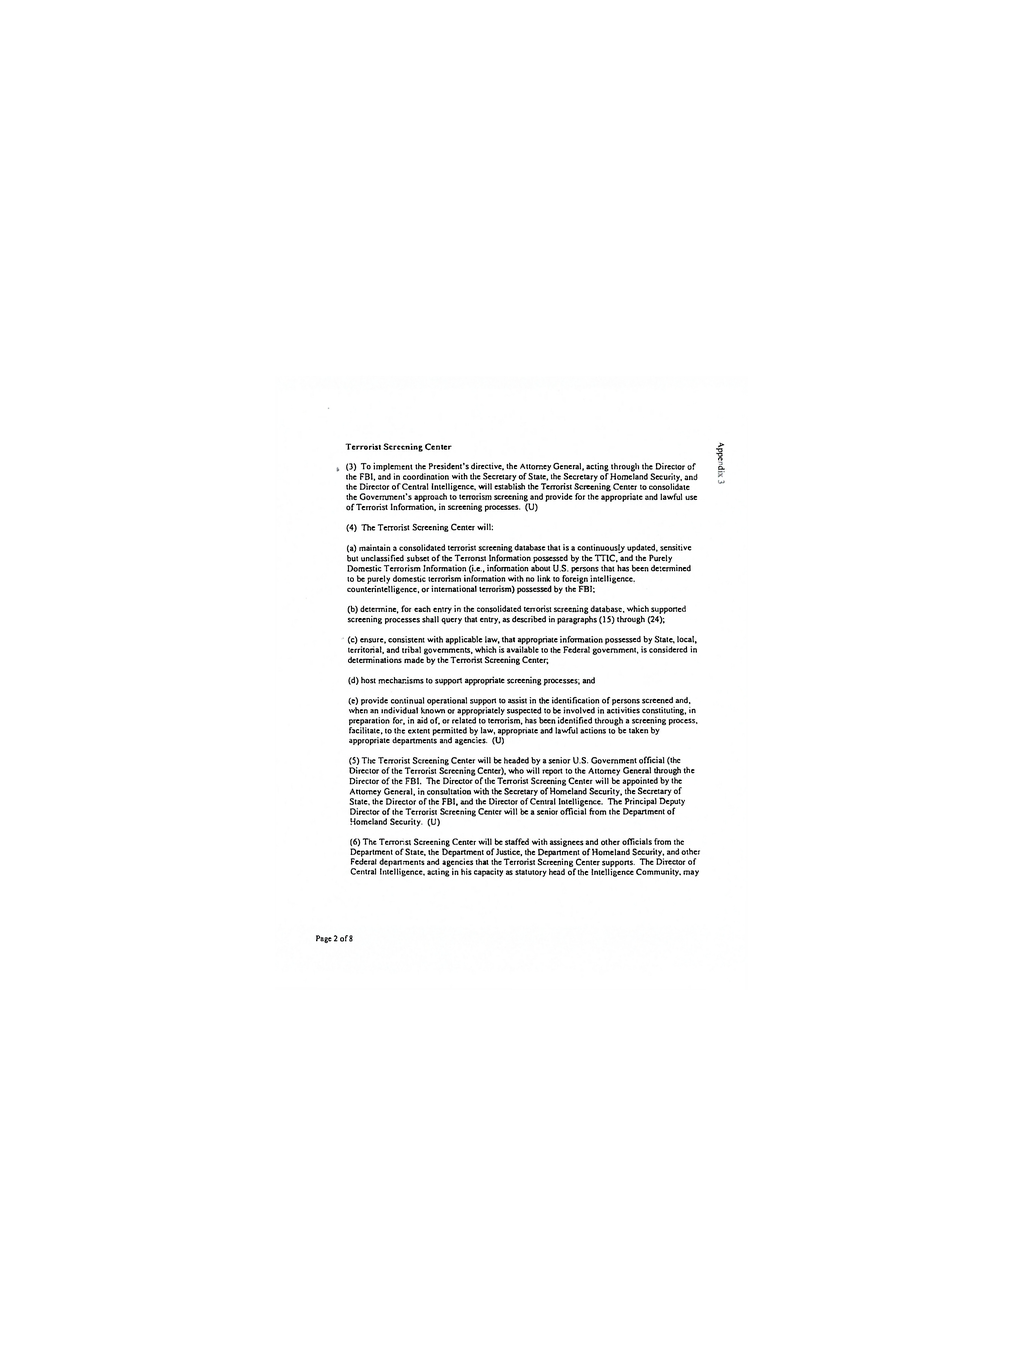 Terrorist Screening Center
Appendix 3
(3) To implement the President's directive, the Attorney General, acting through the Director of
the FBI, and in coordination with the Secretary of State, the Secretary of Homeland Security, and
the Director of Central Intelligence, will establish the Terrorist Screening Center to consolidate
the Government's approach to terrorism screening and provide for the appropriate and lawful use
of Terrorist Information, in screening processes. (U)
(4) The Terrorist Screening Center will:
(a) maintain a consolidated terrorist screening database that is a continuously updated, sensitive
but unclassified subset of the Terrorist Information possessed by the TTIC, and the Purely
Domestic Terrorism Information (i.e., information about U.S. persons that has been determined
to be purely domestic terrorism information with no link to foreign intelligence,
counterintelligence, or international terrorism) possessed by the FBI;
(b) determine, for each entry in the consolidated terrorist screening database, which supported
screening processes shall query that entry, as described in paragraphs (15) through (24);
(c) ensure, consistent with applicable law, that appropriate information possessed by State, local,
territorial, and tribal governments, which is available to the Federal government, is considered in
determinations made by the Terrorist Screening Center;
(d) host mechanisms to support appropriate screening processes; and
(e) provide continual operational support to assist in the identification of persons screened and,
when an individual known or appropriately suspected to be involved in activities constituting, in
preparation for, in aid of, or related to terrorism, has been identified through a screening process,
facilitate, to the extent permitted by law, appropriate and lawful actions to be taken by
appropriate departments and agencies. (U)
(5) The Terrorist Screening Center will be headed by a senior U.S. Government official (the
Director of the Terrorist Screening Center), who will report to the Attorney General through the
Director of the FBI. The Director of the Terrorist Screening Center will be appointed by the
Attorney General, in consultation with the Secretary of Homeland Security, the Secretary of
State, the Director of the FBI, and the Director of Central Intelligence. The Principal Deputy
Director of the Terrorist Screening Center will be a senior official from the Department of
Homeland Security. (U)
(6) The Terrorist Screening Center will be staffed with assignees and other officials from the
Department of State, the Department of Justice, the Department of Homeland Security, and other
Federal departments and agencies that the Terrorist Screening Center supports. The Director of
Central Intelligence, acting in his capacity as statutory head of the Intelligence Community, may
Page 2 of 8